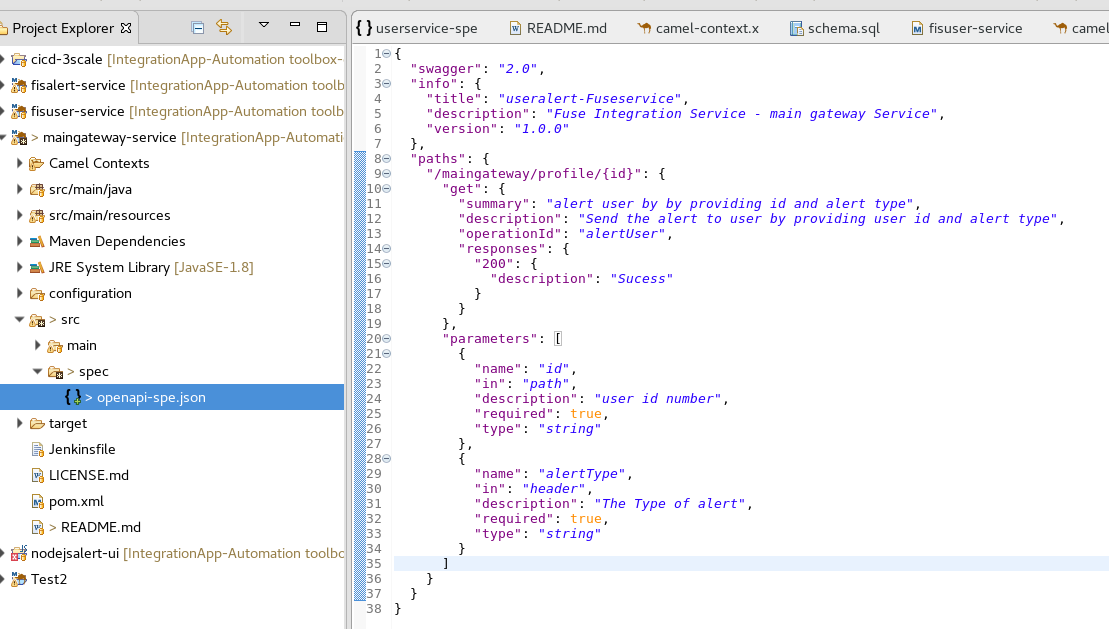 Project Explorer
cicd-3scale [IntegrationApp-Automation toolbox-
fisalert-service [IntegrationApp-Automation toolb
fisuser-service [IntegrationApp-Automation toolb
> maingateway-service [IntegrationApp-Automati
Camel Contexts
src/main/java
src/main/resources
Maven Dependencies
JRE System Library [JavaSE-1.8]
configuration
> src
main
> spec
> openapi-spe.json
target
Jenkinsfile
LICENSE.md
pom.xml
> README.md
nodejsalert-ui [IntegrationApp-Automation toolbo
Test2
{ } userservice-spe README.md camel-context.x schema.sql fisuser-service camel
1 {
2 "swagger": "2.0",
3 "info": {
4 "title": "useralert-Fuseservice",
5 "description": "Fuse Integration Service - main gateway Service",
6 "version": "1.0.0"
7 },
8 "paths": {
9 "/maingateway/profile/{id}": {
10 "get": {
11 "summary": "alert user by by providing id and alert type",
12 "description": "Send the alert to user by providing user id and alert type",
13 "operationId": "alertUser",
14 "responses": {
15 "200": {
16 "description": "Sucess"
17 }
18 }
19 },
20 "parameters": [
21 {
22 "name": "id",
23 "in": "path",
24 "description": "user id number",
25 "required": true,
26 "type": "string"
27 },
28 {
29 "name": "alertType",
30 "in": "header",
31 "description": "The Type of alert",
32 "required": true,
33 "type": "string"
34 }
35 ]
36 }
37 }
38 }